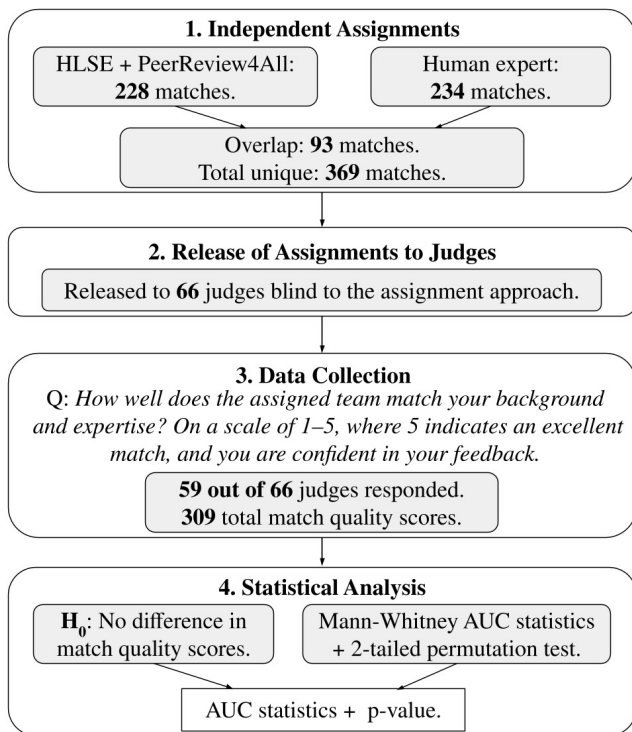 1. Independent Assignments
HLSE + PeerReview4All:
228 matches.
Human expert:
234 matches.
Overlap: 93 matches.
Total unique: 369 matches.
2. Release of Assignments to Judges
Released to 66 judges blind to the assignment approach.
3. Data Collection
Q: How well does the assigned team match your background
and expertise? On a scale of 1–5, where 5 indicates an excellent
match, and you are confident in your feedback.
59 out of 66 judges responded.
309 total match quality scores.
4. Statistical Analysis
H0: No difference in
match quality scores.
Mann-Whitney AUC statistics
+ 2-tailed permutation test.
AUC statistics + p-value.